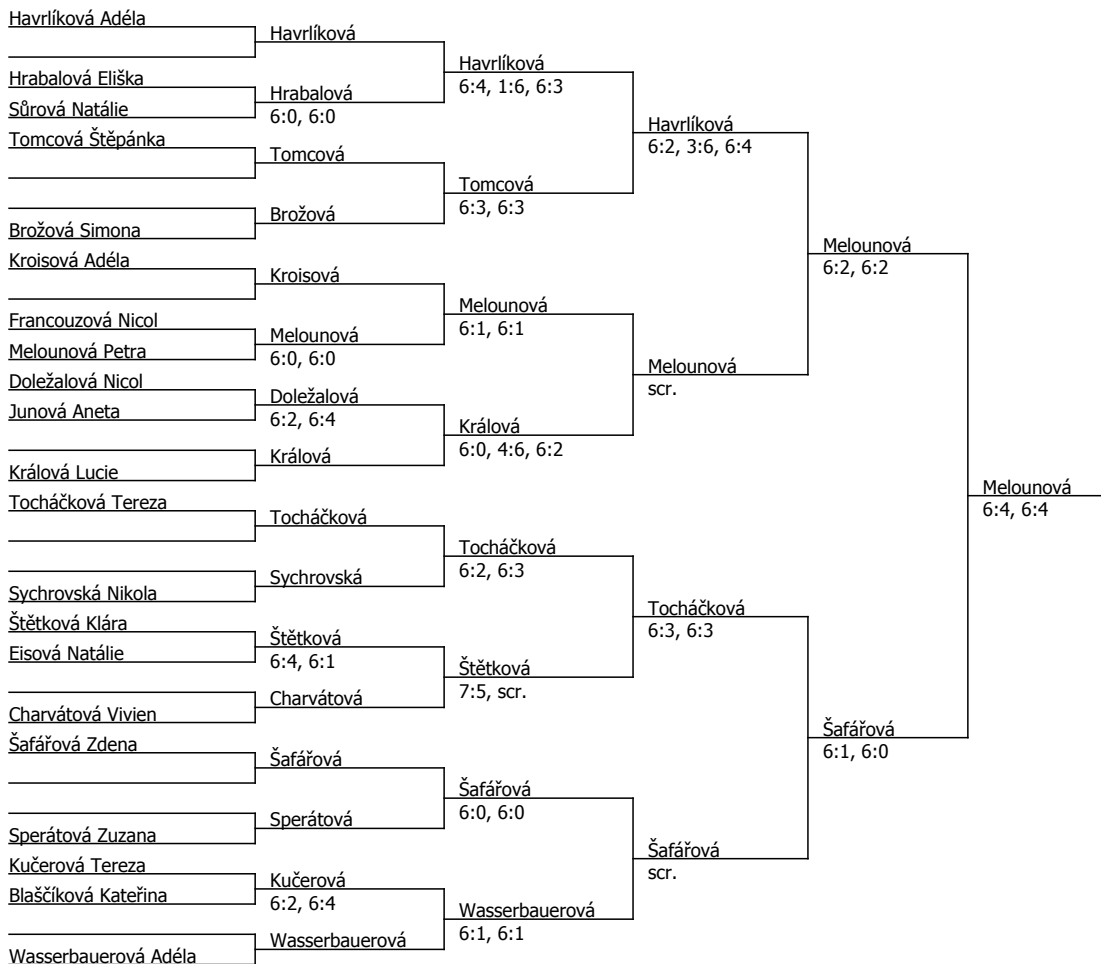 Havrlíková Adéla
Havrlíková
Havrlíková
Hrabalová Eliška
6:4, 1:6, 6:3
Hrabalová
Sůrová Natálie
6:0, 6:0
Havrlíková
Tomcová Štěpánka
6:2, 3:6, 6:4
Tomcová
Tomcová
6:3, 6:3
Brožová
Brožová Simona
Melounová
Kroisová Adéla
6:2, 6:2
Kroisová
Melounová
Francouzová Nicol
6:1, 6:1
Melounová
Melounová Petra
6:0, 6:0
Melounová
Doležalová Nicol
scr.
Doležalová
Junová Aneta
6:2, 6:4
Králová
6:0, 4:6, 6:2
Králová
Králová Lucie
Melounová
Tocháčková Tereza
6:4, 6:4
Tocháčková
Tocháčková
6:2, 6:3
Sychrovská
Sychrovská Nikola
Tocháčková
Štětková Klára
6:3, 6:3
Štětková
Eisová Natálie
6:4, 6:1
Štětková
7:5, scr.
Charvátová
Charvátová Vivien
Šafářová
Šafářová Zdena
6:1, 6:0
Šafářová
Šafářová
6:0, 6:0
Sperátová
Sperátová Zuzana
Šafářová
Kučerová Tereza
scr.
Kučerová
Blaščíková Kateřina
6:2, 6:4
Wasserbauerová
6:1, 6:1
Wasserbauerová
Wasserbauerová Adéla